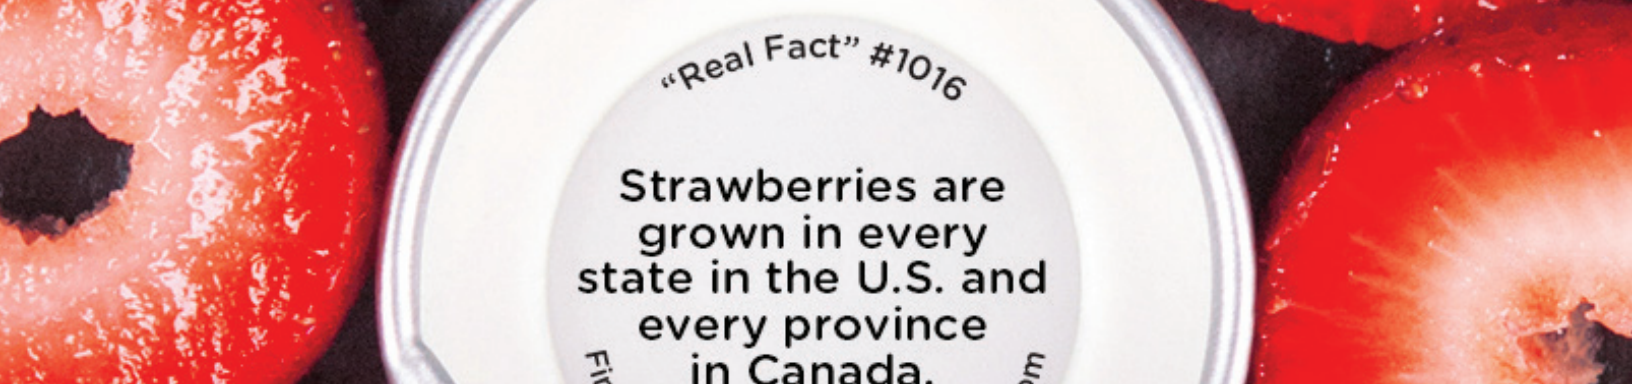 “Real Fact” #1016
Strawberries are
grown in every
state in the U.S. and
every province
in Canada.